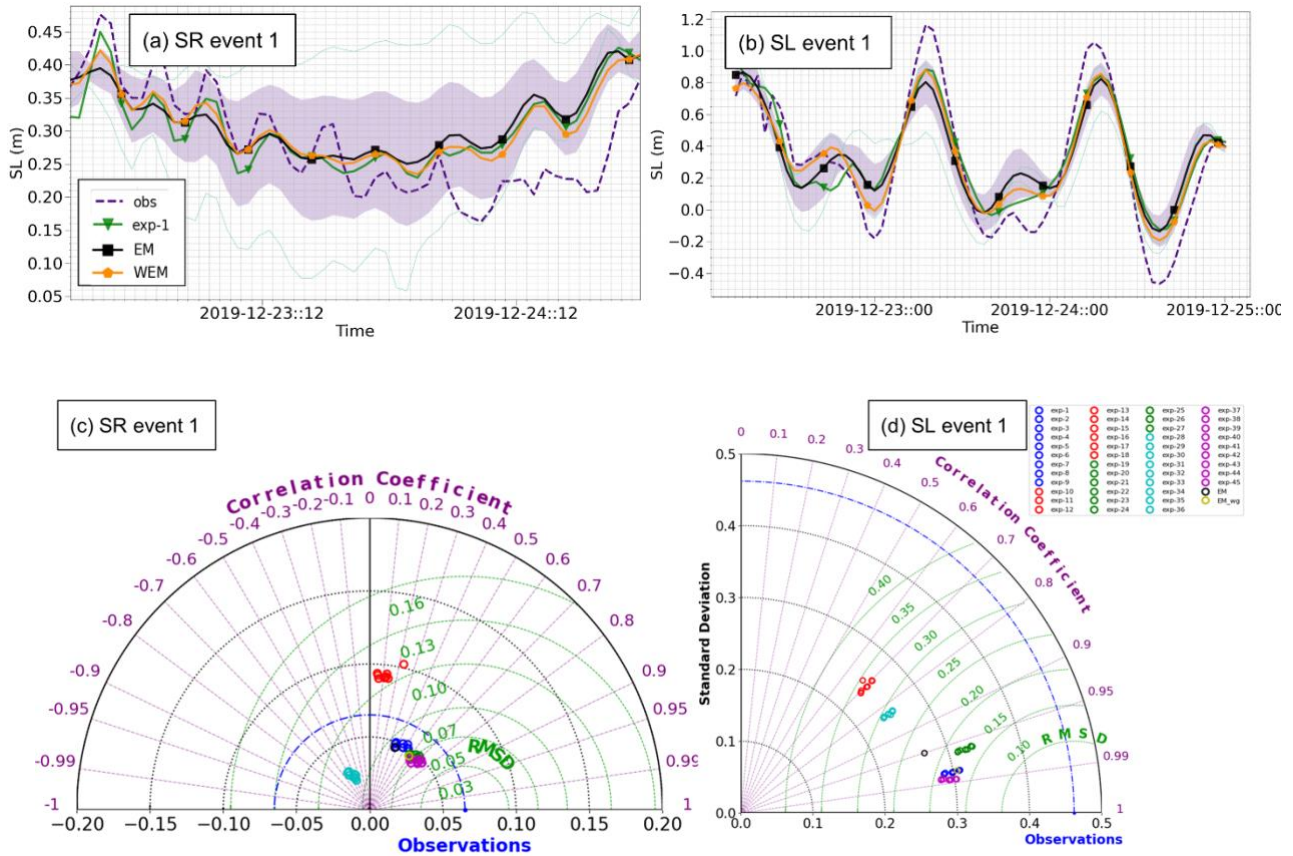 (a) SR event 1
0.45
0.40
0.35
0.30
0.25
0.20
0.15
0.10
0.05
SL (m)
obs
exp-1
EM
WEM
2019-12-23::12
2019-12-24::12
Time
(b) SL event 1
1.2
1.0
0.8
0.6
0.4
0.2
0.0
−0.2
−0.4
SL (m)
2019-12-23::00
2019-12-24::00
2019-12-25::00
Time
(c) SR event 1
Correlation Coefficient
-1
-0.99
-0.95
-0.9
-0.8
-0.7
-0.6
-0.5
-0.4
-0.3
-0.2
-0.1
0
0.1
0.2
0.3
0.4
0.5
0.6
0.7
0.8
0.9
0.95
0.99
1
0.16
0.13
0.10
0.07
0.05
0.03
RMSD
−0.20
−0.15
−0.10
−0.05
0.00
0.05
0.10
0.15
0.20
Observations
(d) SL event 1
exp-1
exp-2
exp-3
exp-4
exp-5
exp-6
exp-7
exp-8
exp-9
exp-10
exp-11
exp-12
exp-13
exp-14
exp-15
exp-16
exp-17
exp-18
exp-19
exp-20
exp-21
exp-22
exp-23
exp-24
exp-25
exp-26
exp-27
exp-28
exp-29
exp-30
exp-31
exp-32
exp-33
exp-34
exp-35
exp-36
exp-37
exp-38
exp-39
exp-40
exp-41
exp-42
exp-43
exp-44
exp-45
EM
EM_wg
Correlation Coefficient
0
0.1
0.2
0.3
0.4
0.5
0.6
0.7
0.8
0.9
0.95
0.99
1
Standard Deviation
0.5
0.4
0.3
0.2
0.1
0.0
0.40
0.35
0.30
0.25
0.20
0.15
0.10
RMSD
0.0
0.1
0.2
0.3
0.4
0.5
Observations